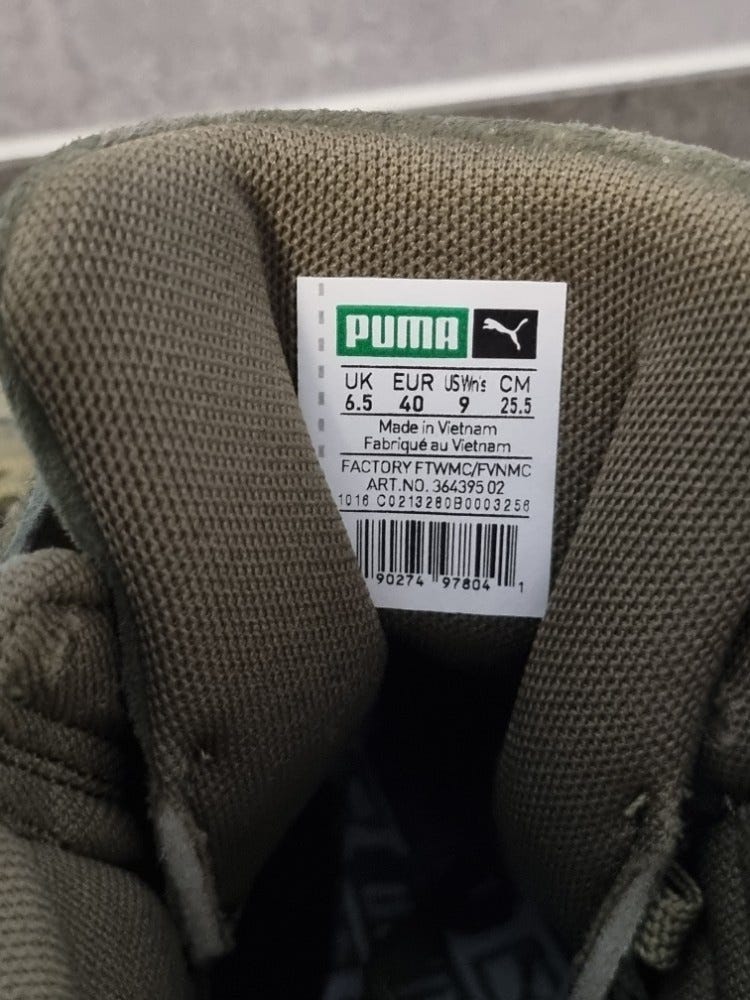 PUMA
UK EUR US Wn's CM
6.5 40 9 25.5
Made in Vietnam
Fabriqué au Vietnam
FACTORY FTWMC/FVNMC
ART.NO. 364395 02
1016 C0213280B0003256
90274 97804 1